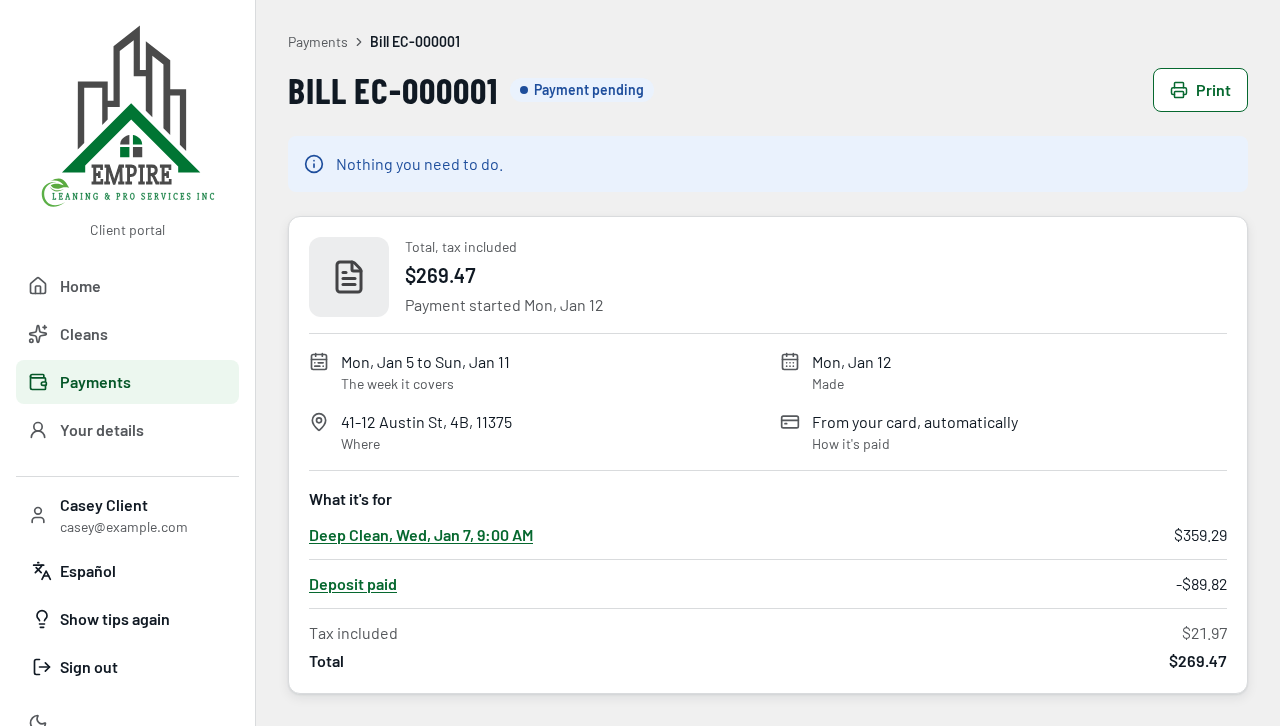 EMPIRE
LEANING & PRO SERVICES INC
Client portal
Home
Cleans
Payments
Your details
Casey Client
casey@example.com
Español
Show tips again
Sign out
Payments > Bill EC-000001
BILL EC-000001
Payment pending
Print
Nothing you need to do.
Total, tax included
$269.47
Payment started Mon, Jan 12
Mon, Jan 5 to Sun, Jan 11
The week it covers
Mon, Jan 12
Made
41-12 Austin St, 4B, 11375
Where
From your card, automatically
How it's paid
What it's for
Deep Clean, Wed, Jan 7, 9:00 AM $359.29
Deposit paid -$89.82
Tax included $21.97
Total $269.47